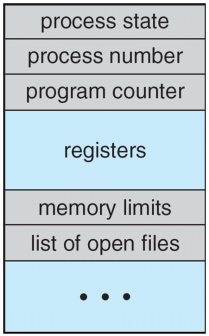 process state
process number
program counter
registers
memory limits
list of open files
• • •